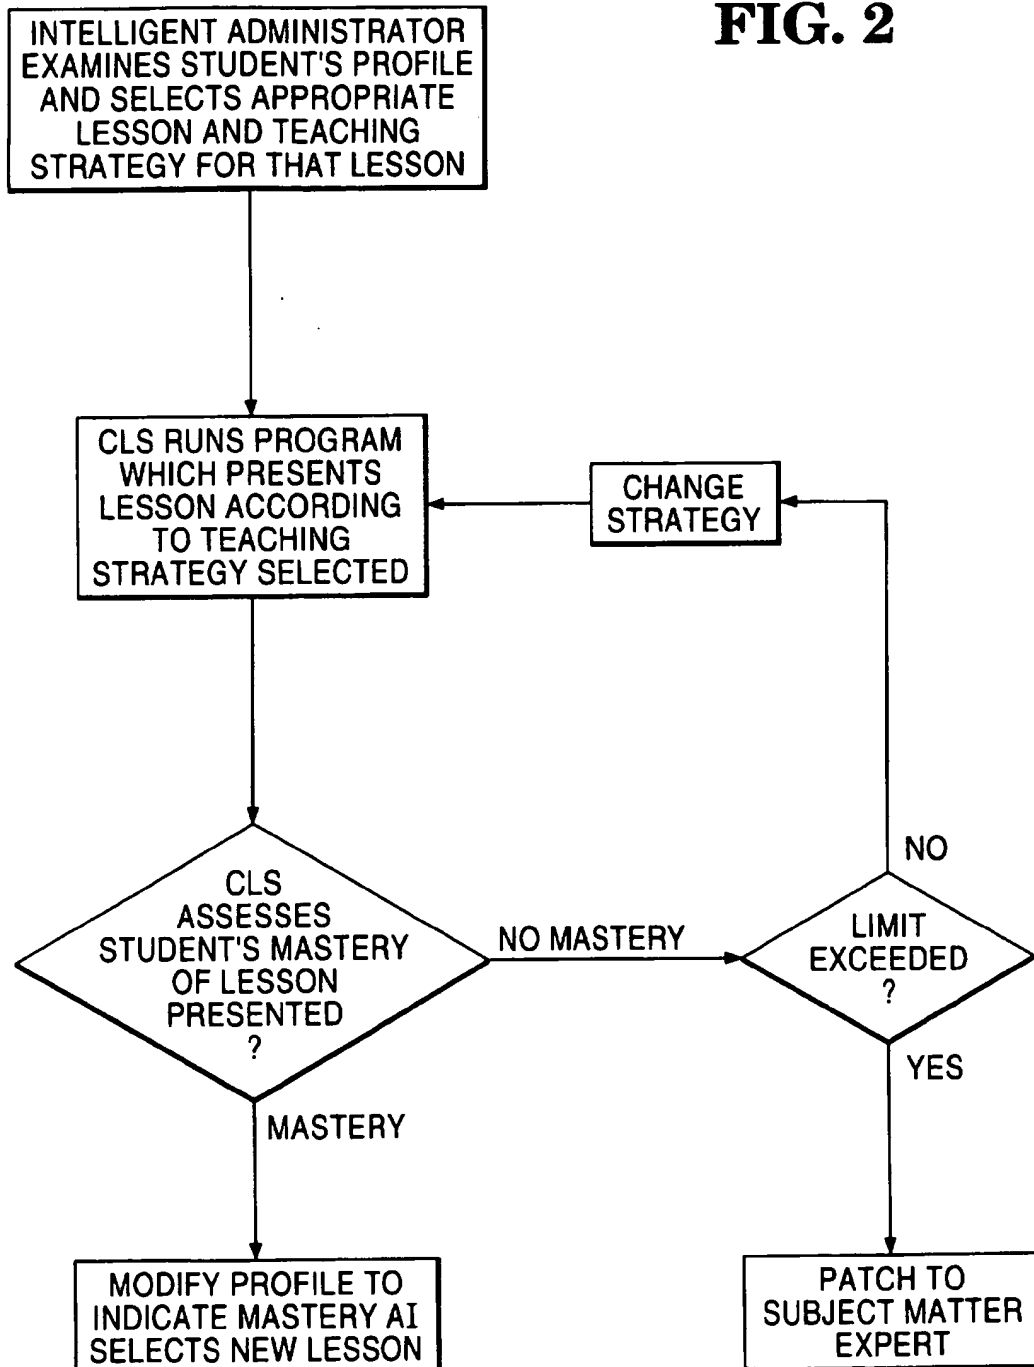 FIG. 2
INTELLIGENT ADMINISTRATOR
EXAMINES STUDENT'S PROFILE
AND SELECTS APPROPRIATE
LESSON AND TEACHING
STRATEGY FOR THAT LESSON
CLS RUNS PROGRAM
WHICH PRESENTS
LESSON ACCORDING
TO TEACHING
STRATEGY SELECTED
CHANGE
STRATEGY
CLS
ASSESSES
STUDENT'S MASTERY
OF LESSON
PRESENTED
?
NO MASTERY
LIMIT
EXCEEDED
?
NO
YES
MASTERY
MODIFY PROFILE TO
INDICATE MASTERY AI
SELECTS NEW LESSON
PATCH TO
SUBJECT MATTER
EXPERT